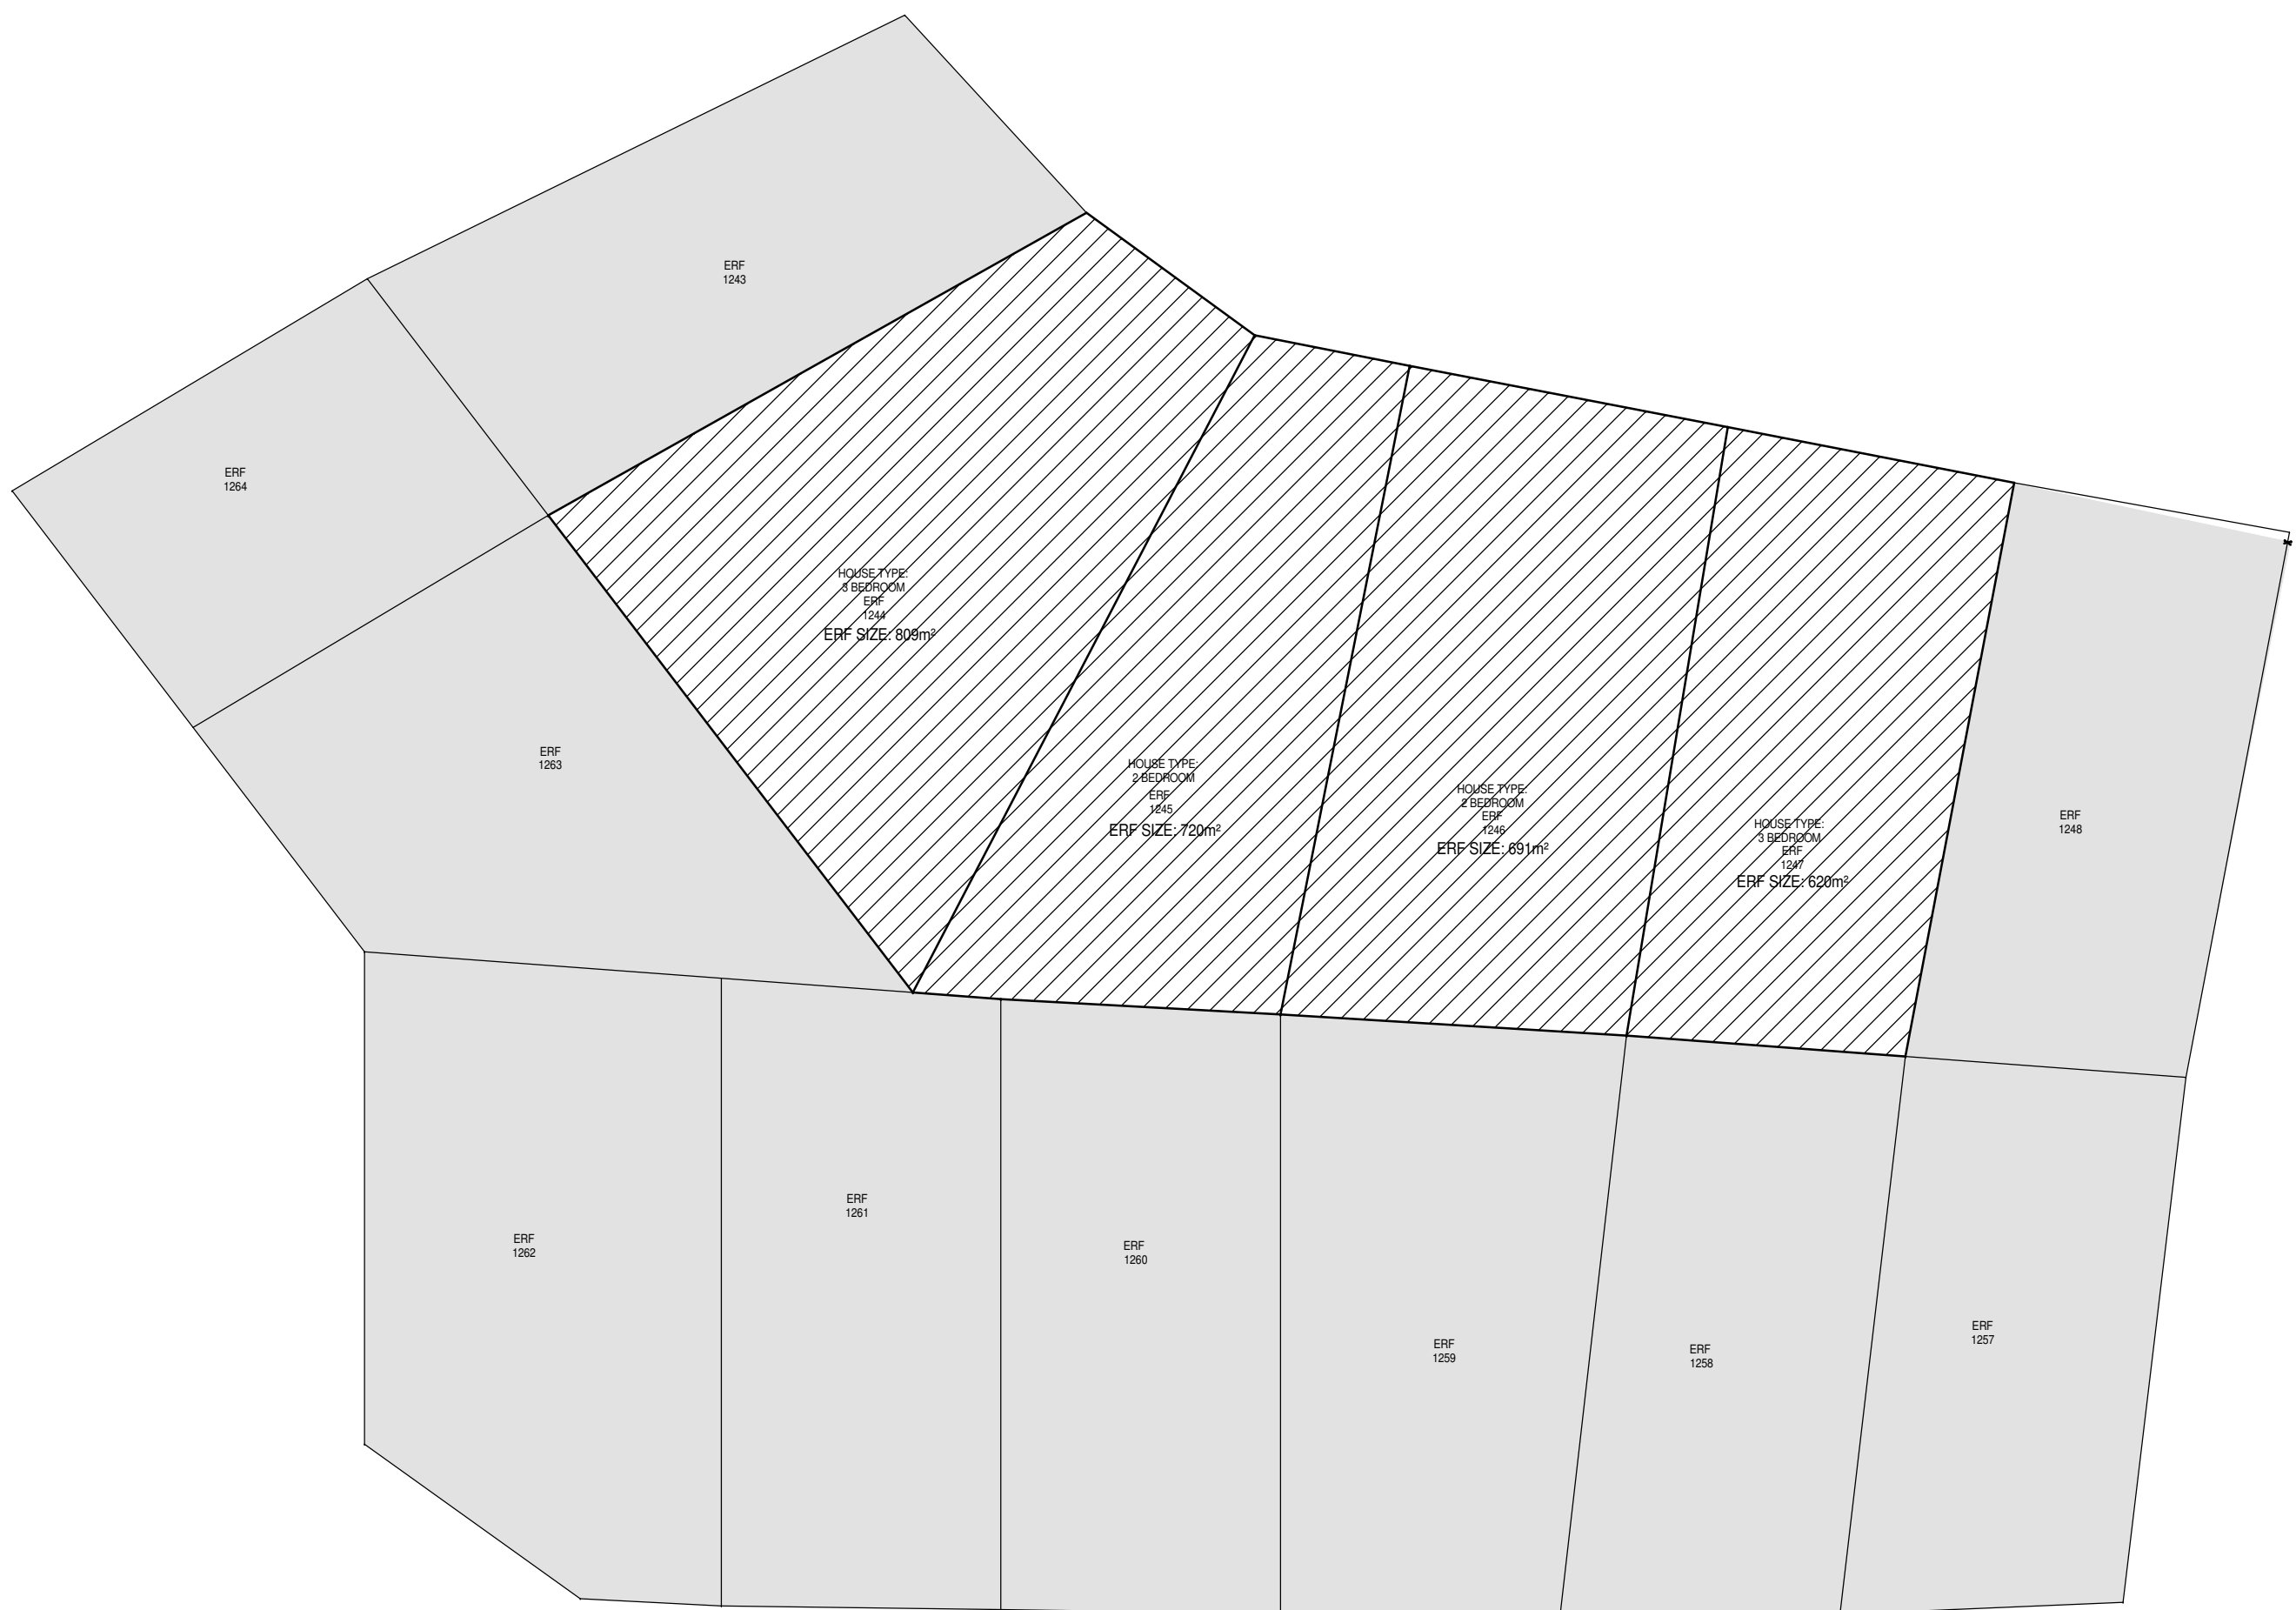 ERF
1243
ERF
1264
HOUSE TYPE:
3 BEDROOM
ERF
1244
ERF SIZE: 809m²
ERF
1263
HOUSE TYPE:
2 BEDROOM
ERF
1245
ERF SIZE: 720m²
HOUSE TYPE:
2 BEDROOM
ERF
1246
ERF SIZE: 691m²
HOUSE TYPE:
3 BEDROOM
ERF
1247
ERF SIZE: 620m²
ERF
1248
ERF
1262
ERF
1261
ERF
1260
ERF
1259
ERF
1258
ERF
1257